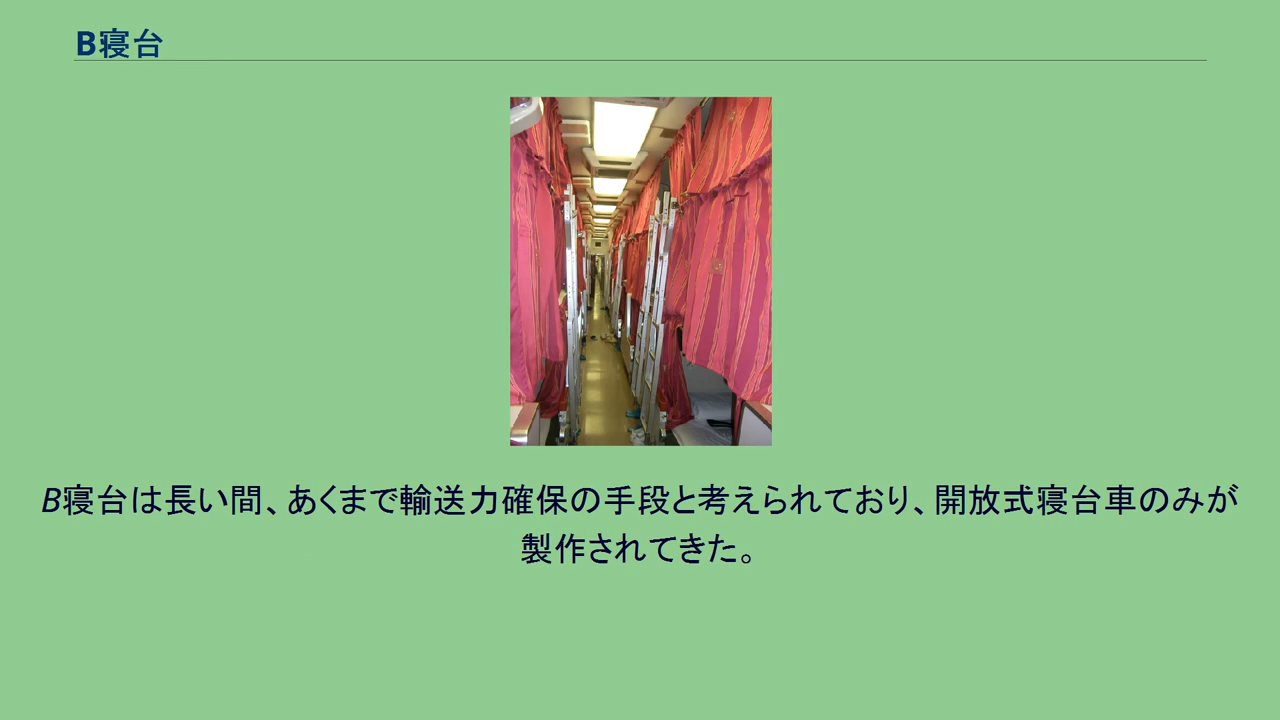 B寝台
B寝台は長い間、あくまで輸送力確保の手段と考えられており、開放式寝台車のみが
製作されてきた。